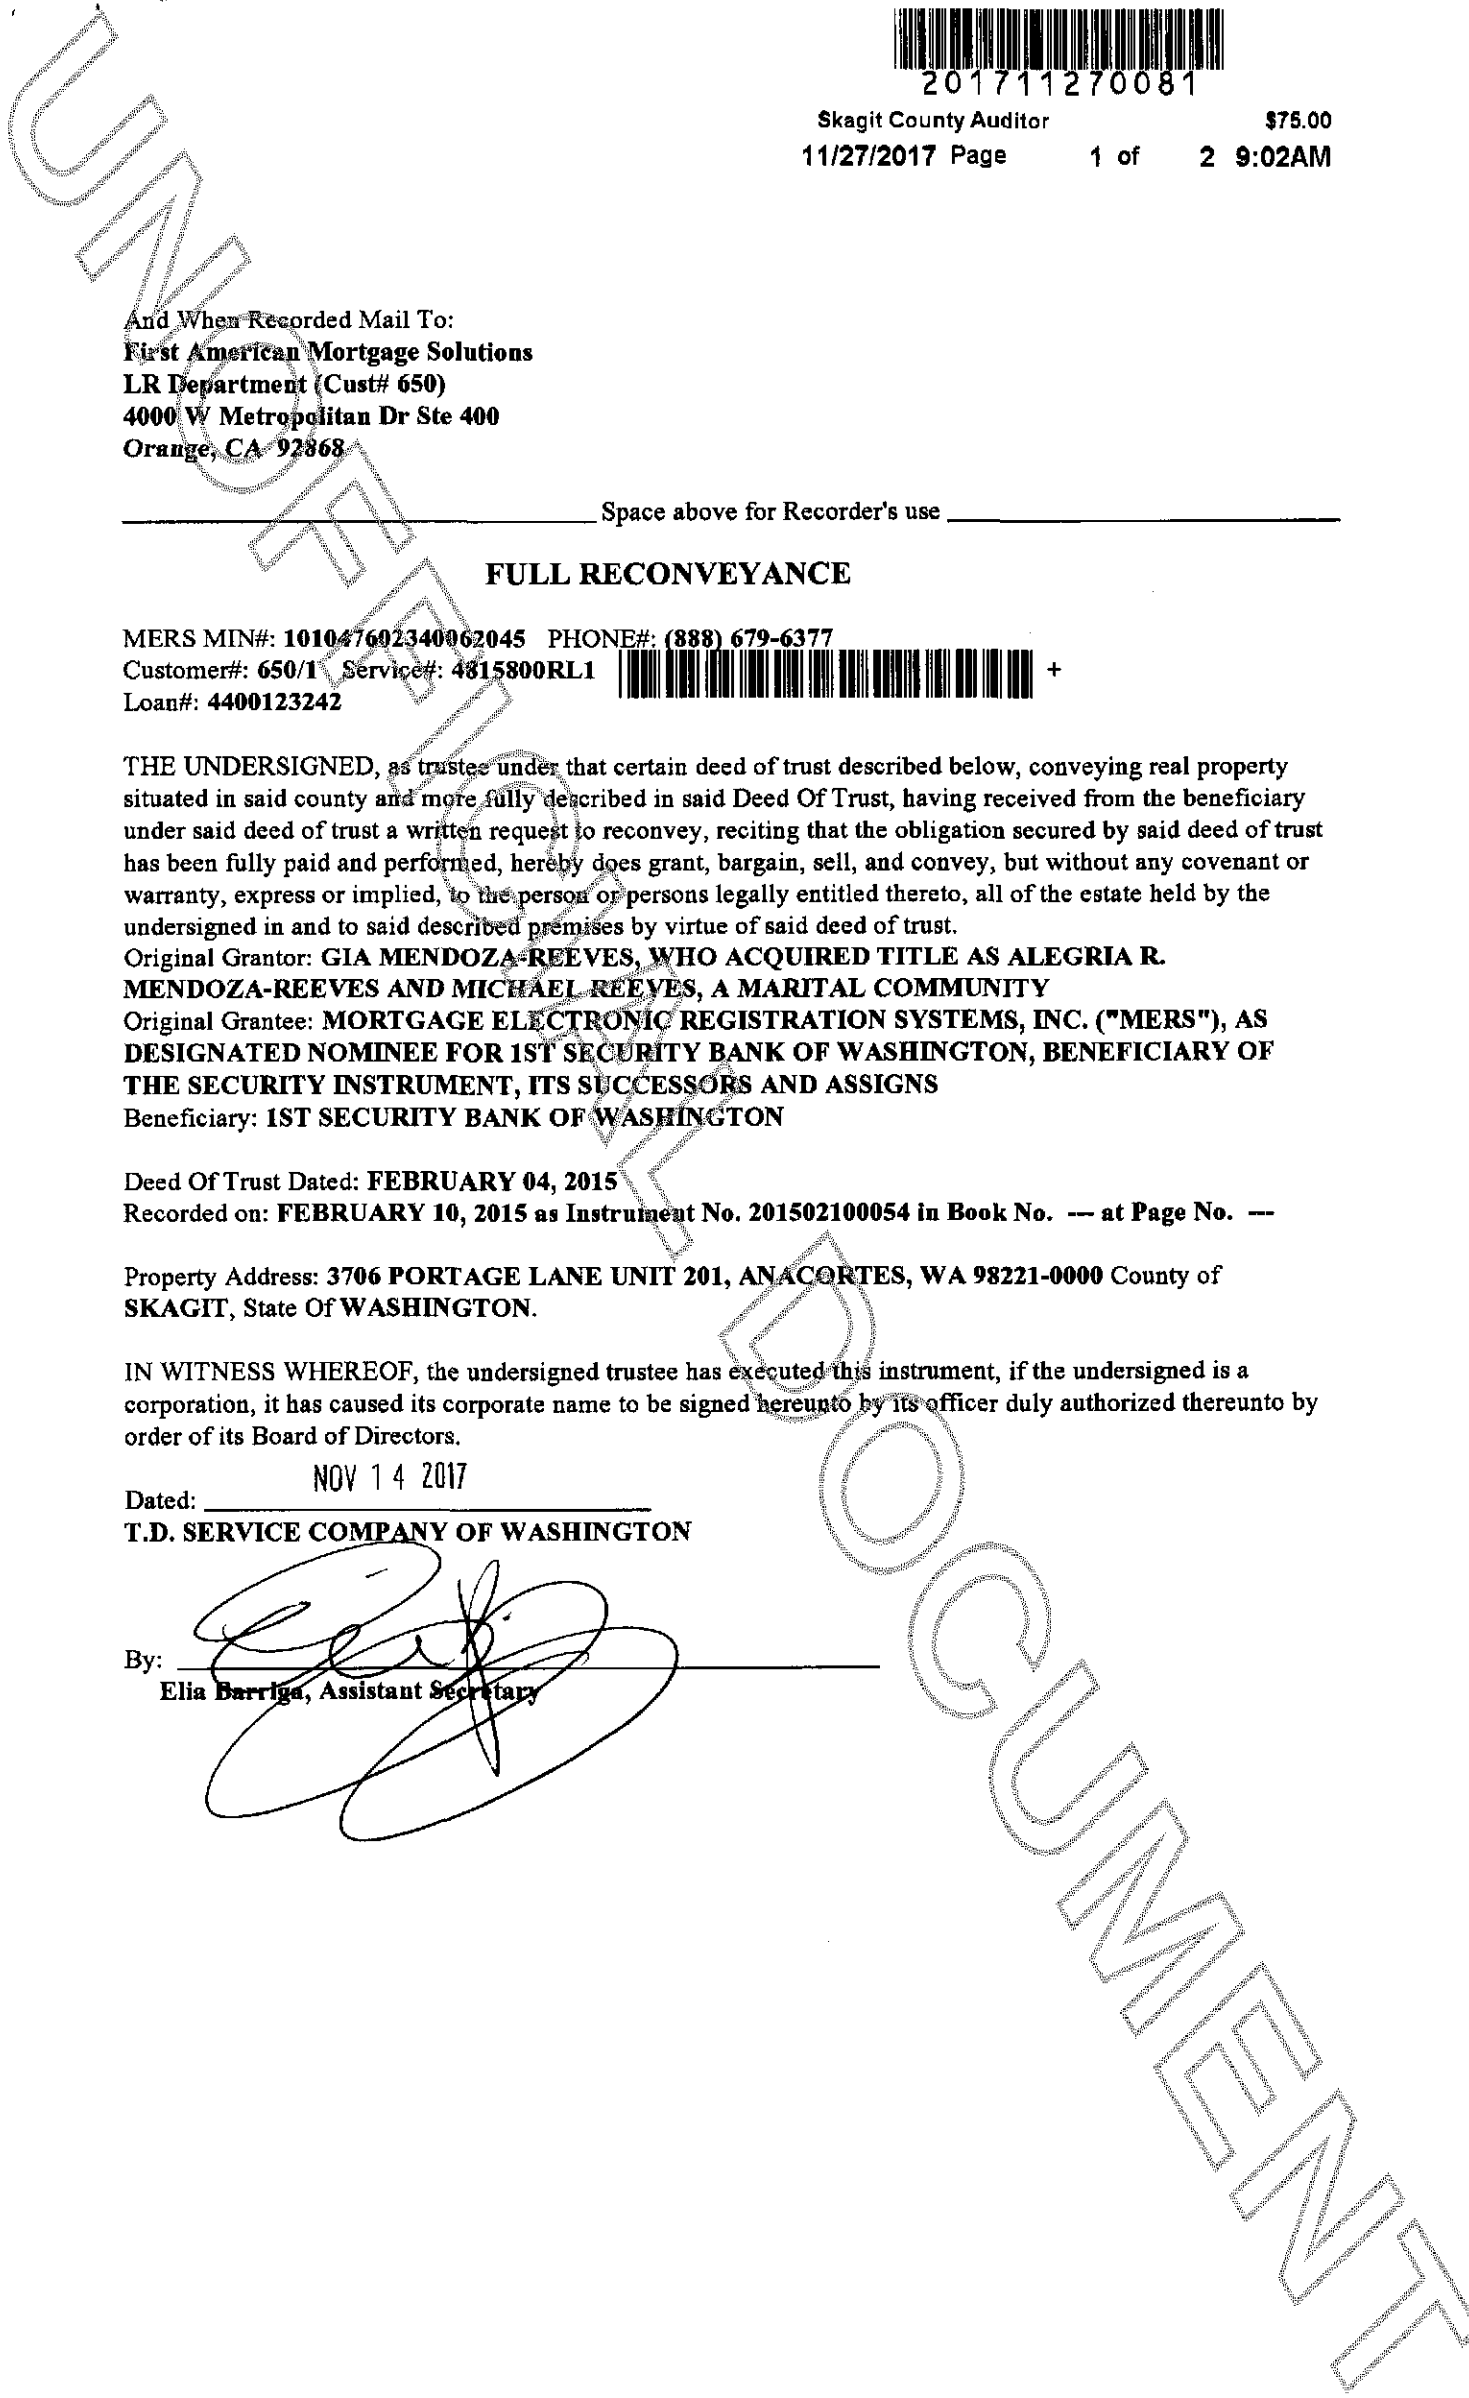 201711270081
Skagit County Auditor $75.00
11/27/2017 Page 1 of 2 9:02AM
And When Recorded Mail To:
First American Mortgage Solutions
LR Department (Cust# 650)
4000 W Metropolitan Dr Ste 400
Orange, CA 92868
Space above for Recorder's use
FULL RECONVEYANCE
MERS MIN#: 101047602340062045 PHONE#: (888) 679-6377
Customer#: 650/1 Service#: 4815800RL1 +
Loan#: 4400123242
THE UNDERSIGNED, as trustee under that certain deed of trust described below, conveying real property
situated in said county and more fully described in said Deed Of Trust, having received from the beneficiary
under said deed of trust a written request to reconvey, reciting that the obligation secured by said deed of trust
has been fully paid and performed, hereby does grant, bargain, sell, and convey, but without any covenant or
warranty, express or implied, to the person or persons legally entitled thereto, all of the estate held by the
undersigned in and to said described premises by virtue of said deed of trust.
Original Grantor: GIA MENDOZA-REEVES, WHO ACQUIRED TITLE AS ALEGRIA R.
MENDOZA-REEVES AND MICHAEL REEVES, A MARITAL COMMUNITY
Original Grantee: MORTGAGE ELECTRONIC REGISTRATION SYSTEMS, INC. ("MERS"), AS
DESIGNATED NOMINEE FOR 1ST SECURITY BANK OF WASHINGTON, BENEFICIARY OF
THE SECURITY INSTRUMENT, ITS SUCCESSORS AND ASSIGNS
Beneficiary: 1ST SECURITY BANK OF WASHINGTON
Deed Of Trust Dated: FEBRUARY 04, 2015
Recorded on: FEBRUARY 10, 2015 as Instrument No. 201502100054 in Book No. --- at Page No. ---
Property Address: 3706 PORTAGE LANE UNIT 201, ANACORTES, WA 98221-0000 County of
SKAGIT, State Of WASHINGTON.
IN WITNESS WHEREOF, the undersigned trustee has executed this instrument, if the undersigned is a
corporation, it has caused its corporate name to be signed hereunto by its officer duly authorized thereunto by
order of its Board of Directors.
Dated: NOV 14 2017
T.D. SERVICE COMPANY OF WASHINGTON
By:
Elia Barriga, Assistant Secretary
UNOFFICIAL DOCUMENT